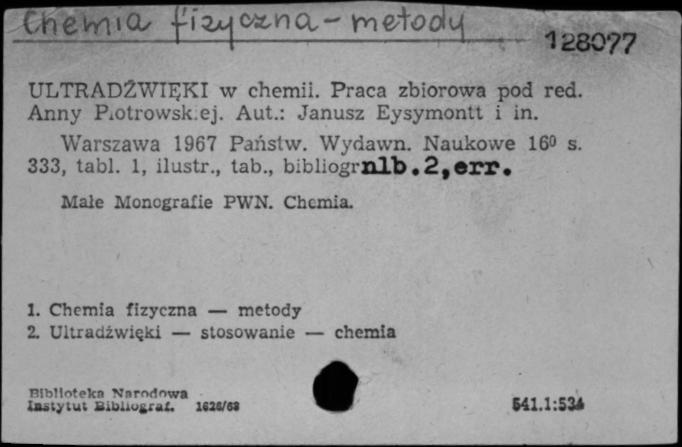 Chemia fizyczna - metody
128077
ULTRADŹWIĘKI w chemii. Praca zbiorowa pod red.
Anny Piotrowskiej. Aut.: Janusz Eysymontt i in.
Warszawa 1967 Państw. Wydawn. Naukowe 16⁰ s.
333, tabl. 1, ilustr., tab., bibliogr nlb.2,err.
Małe Monografie PWN. Chemia.
1. Chemia fizyczna — metody
2. Ultradźwięki — stosowanie — chemia
Biblioteka Narodowa
Instytut Bibliograf. 1626/68
541.1:534